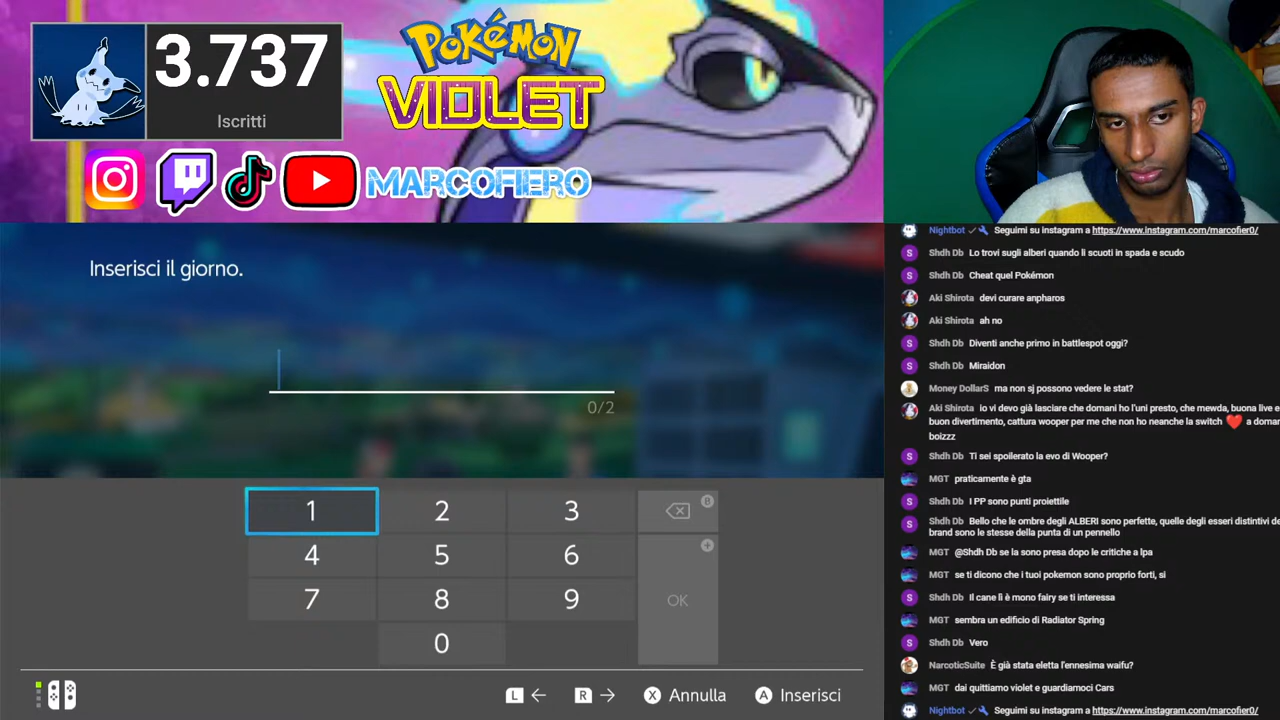 3.737
Iscritti
POKÉMON
VIOLET
MARCOFIERO
Inserisci il giorno.
0/2
1 2 3 B
4 5 6 +
7 8 9 OK
0
L ← R → X Annulla A Inserisci
Nightbot Seguimi su instagram a https://www.instagram.com/marcofier0/
Shdh Db Lo trovi sugli alberi quando li scuoti in spada e scudo
Shdh Db Cheat quel Pokémon
Aki Shirota devi curare anpharos
Aki Shirota ah no
Shdh Db Diventi anche primo in battlespot oggi?
Shdh Db Miraidon
Money DollarS ma non sj possono vedere le stat?
Aki Shirota io vi devo già lasciare che domani ho l'uni presto, che mewda, buona live e
buon divertimento, cattura wooper per me che non ho neanche la switch ❤️ a doman
boizzz
Shdh Db Ti sei spoilerato la evo di Wooper?
MGT praticamente è gta
Shdh Db I PP sono punti proiettile
Shdh Db Bello che le ombre degli ALBERI sono perfette, quelle degli esseri distintivi de
brand sono le stesse della punta di un pennello
MGT @Shdh Db se la sono presa dopo le critiche a lpa
MGT se ti dicono che i tuoi pokemon sono proprio forti, si
Shdh Db Il cane lì è mono fairy se ti interessa
MGT sembra un edificio di Radiator Spring
Shdh Db Vero
NarcoticSuite È già stata eletta l'ennesima waifu?
MGT dai quittiamo violet e guardiamoci Cars
Nightbot Seguimi su instagram a https://www.instagram.com/marcofier0/